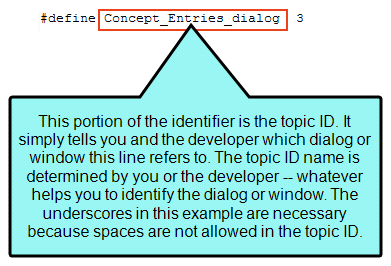 #define Concept_Entries_dialog 3
This portion of the identifier is the topic ID. It
simply tells you and the developer which dialog or
window this line refers to. The topic ID name is
determined by you or the developer -- whatever
helps you to identify the dialog or window. The
underscores in this example are necessary
because spaces are not allowed in the topic ID.